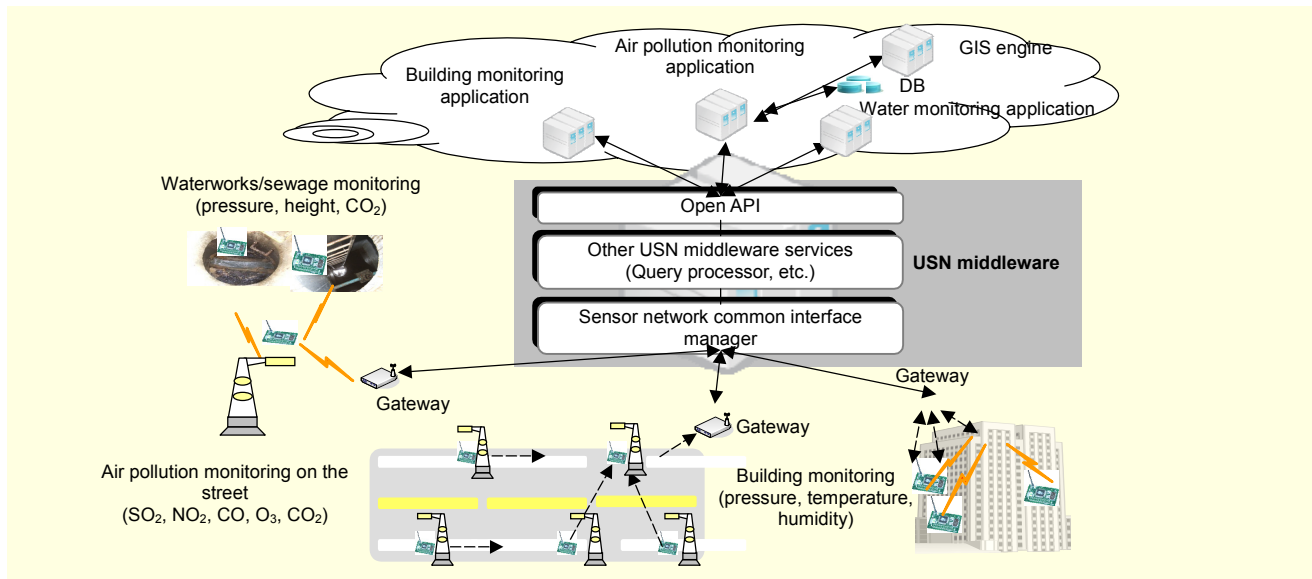 Air pollution monitoring
application
GIS engine
Building monitoring
application
DB
Water monitoring application
Waterworks/sewage monitoring
(pressure, height, CO₂)
Open API
Other USN middleware services
(Query processor, etc.)
USN middleware
Sensor network common interface
manager
Gateway
Gateway
Gateway
Air pollution monitoring on the
street
(SO₂, NO₂, CO, O₃, CO₂)
Building monitoring
(pressure, temperature,
humidity)